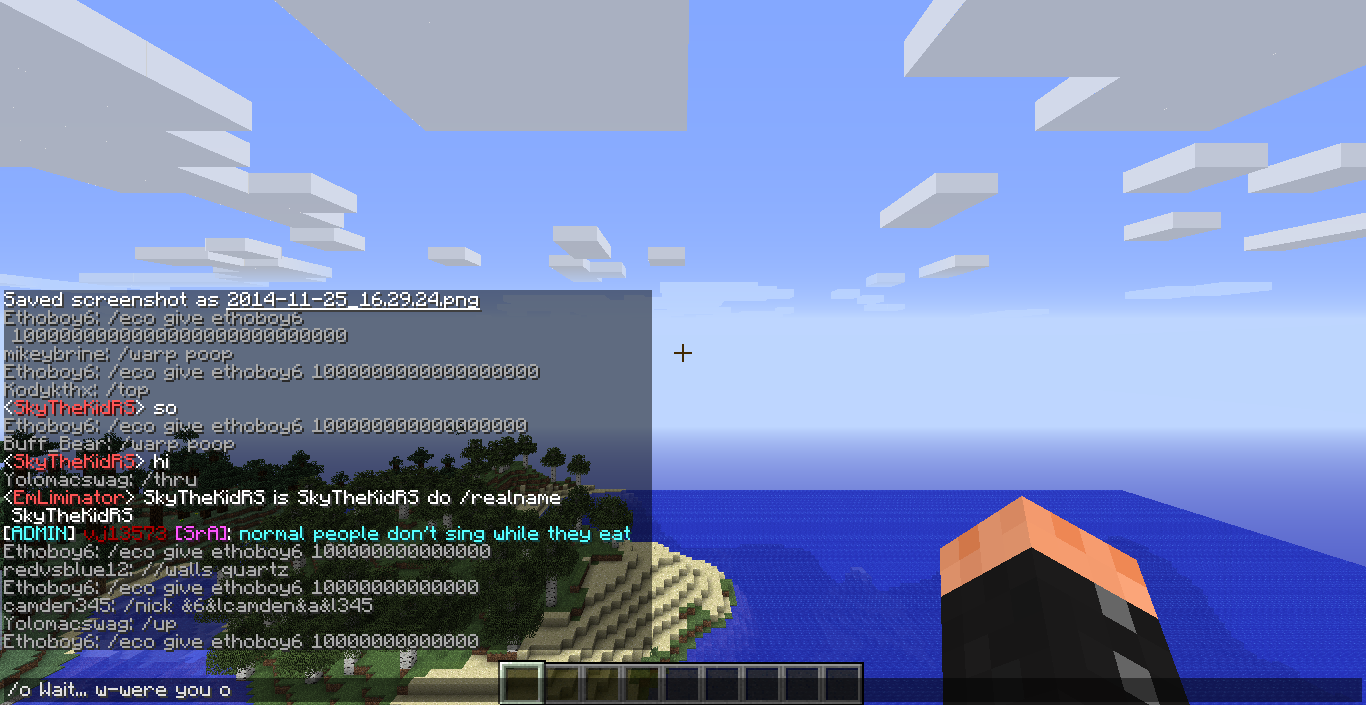 Saved screenshot as 2014-11-25_16.29.24.png
Ethoboy6: /eco give ethoboy6
1000000000000000000000000000
mikeybrine: /warp poop
Ethoboy6: /eco give ethoboy6 1000000000000000000
Kodykthx: /top
<SkyTheKidRS> so
Ethoboy6: /eco give ethoboy6 100000000000000000
Buff_Bear: /warp poop
<SkyTheKidRS> hi
Yolomacswag: /thru
<EmLiminator> SkyTheKidRS is SkyTheKidRS do /realname
SkyTheKidRS
[ADMIN] vj13573 [SrA]: normal people don't sing while they eat
Ethoboy6: /eco give ethoboy6 100000000000000
redvsblue12: //walls quartz
Ethoboy6: /eco give ethoboy6 10000000000000
camden345: /nick &6&lcamden&a&l345
Yolomacswag: /up
Ethoboy6: /eco give ethoboy6 10000000000000
/o Wait... w-were you o